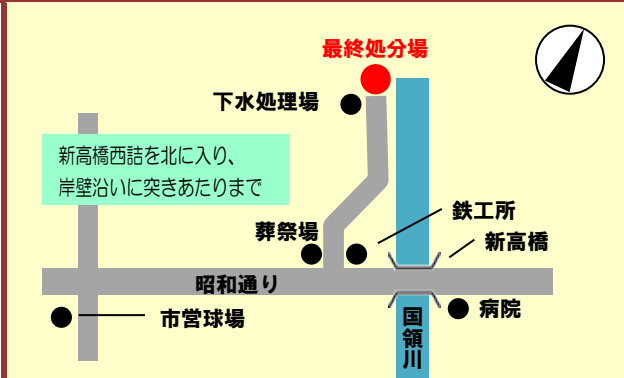 最終処分場
下水処理場
新高橋西詰を北に入り、
岸壁沿いに突きあたりまで
鉄工所
葬祭場
新高橋
昭和通り
市営球場
病院
国領川